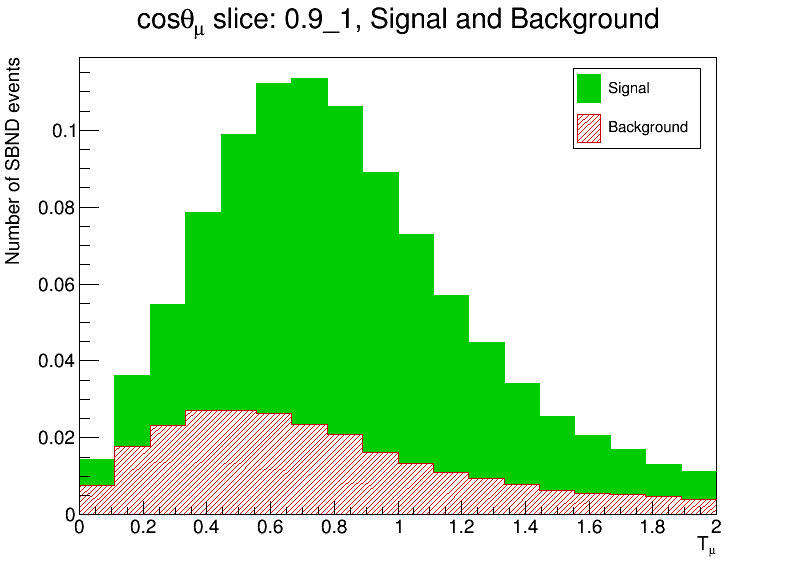 cosθμ slice: 0.9_1, Signal and Background
Number of SBND events
Signal
Background
0.1
0.08
0.06
0.04
0.02
0
0 0.2 0.4 0.6 0.8 1 1.2 1.4 1.6 1.8 2
Tμ